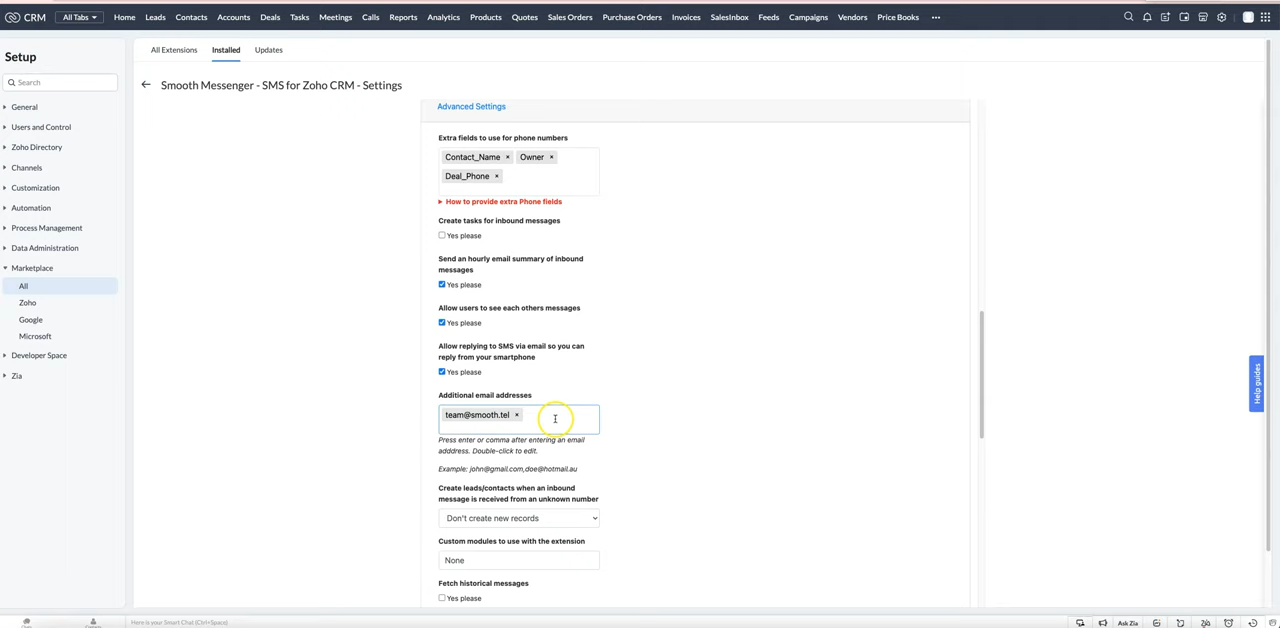 CRM All Tabs Home Leads Contacts Accounts Deals Tasks Meetings Calls Reports Analytics Products Quotes Sales Orders Purchase Orders Invoices SalesInbox Feeds Campaigns Vendors Price Books
Setup
Search
General
Users and Control
Zoho Directory
Channels
Customization
Automation
Process Management
Data Administration
Marketplace
All
Zoho
Google
Microsoft
Developer Space
Zia
All Extensions Installed Updates
Smooth Messenger - SMS for Zoho CRM - Settings
Advanced Settings
Extra fields to use for phone numbers
Contact_Name × Owner ×
Deal_Phone ×
How to provide extra Phone fields
Create tasks for inbound messages
Yes please
Send an hourly email summary of inbound
messages
Yes please
Allow users to see each others messages
Yes please
Allow replying to SMS via email so you can
reply from your smartphone
Yes please
Additional email addresses
team@smooth.tel ×
Press enter or comma after entering an email
adddress. Double-click to edit.
Example: john@gmail.com,doe@hotmail.au
Create leads/contacts when an inbound
message is received from an unknown number
Don't create new records
Custom modules to use with the extension
None
Fetch historical messages
Yes please
Help guides
Here is your Smart Chat (Ctrl+Space)
Ask Zia